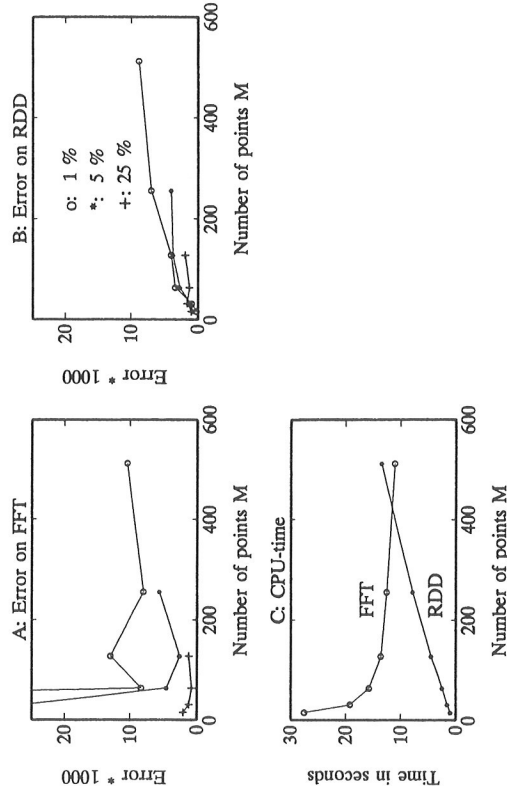 A: Error on FFT
Error * 1000
20
10
0
0
200
400
600
Number of points M
B: Error on RDD
Error * 1000
20
10
0
0
200
400
600
o: 1 %
*: 5 %
+: 25 %
Number of points M
C: CPU-time
Time in seconds
30
20
10
0
0
200
400
600
FFT
RDD
Number of points M